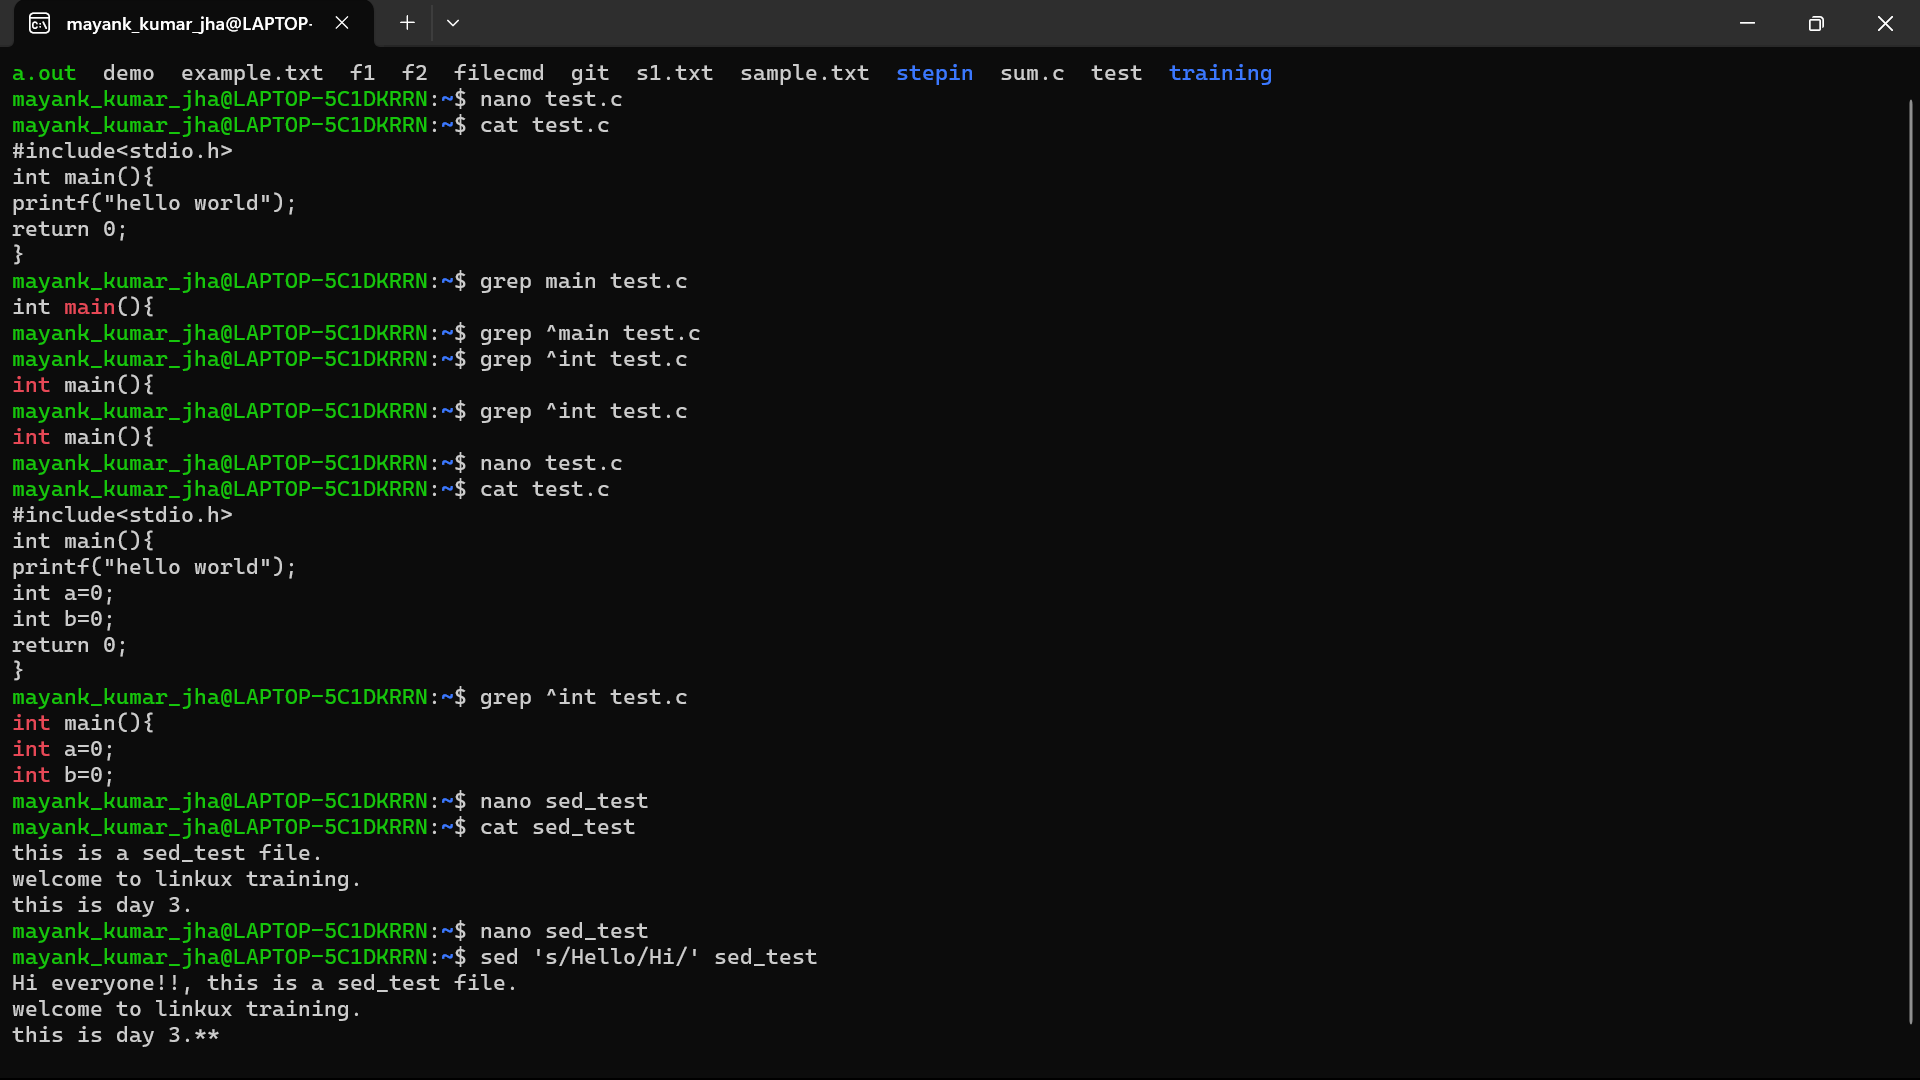 mayank_kumar_jha@LAPTOP-
a.out  demo  example.txt  f1  f2  filecmd  git  s1.txt  sample.txt  stepin  sum.c  test  training
mayank_kumar_jha@LAPTOP-5C1DKRRN:~$ nano test.c
mayank_kumar_jha@LAPTOP-5C1DKRRN:~$ cat test.c
#include<stdio.h>
int main(){
printf("hello world");
return 0;
}
mayank_kumar_jha@LAPTOP-5C1DKRRN:~$ grep main test.c
int main(){
mayank_kumar_jha@LAPTOP-5C1DKRRN:~$ grep ^main test.c
mayank_kumar_jha@LAPTOP-5C1DKRRN:~$ grep ^int test.c
int main(){
mayank_kumar_jha@LAPTOP-5C1DKRRN:~$ grep ^int test.c
int main(){
mayank_kumar_jha@LAPTOP-5C1DKRRN:~$ nano test.c
mayank_kumar_jha@LAPTOP-5C1DKRRN:~$ cat test.c
#include<stdio.h>
int main(){
printf("hello world");
int a=0;
int b=0;
return 0;
}
mayank_kumar_jha@LAPTOP-5C1DKRRN:~$ grep ^int test.c
int main(){
int a=0;
int b=0;
mayank_kumar_jha@LAPTOP-5C1DKRRN:~$ nano sed_test
mayank_kumar_jha@LAPTOP-5C1DKRRN:~$ cat sed_test
this is a sed_test file.
welcome to linkux training.
this is day 3.
mayank_kumar_jha@LAPTOP-5C1DKRRN:~$ nano sed_test
mayank_kumar_jha@LAPTOP-5C1DKRRN:~$ sed 's/Hello/Hi/' sed_test
Hi everyone!!, this is a sed_test file.
welcome to linkux training.
this is day 3.**